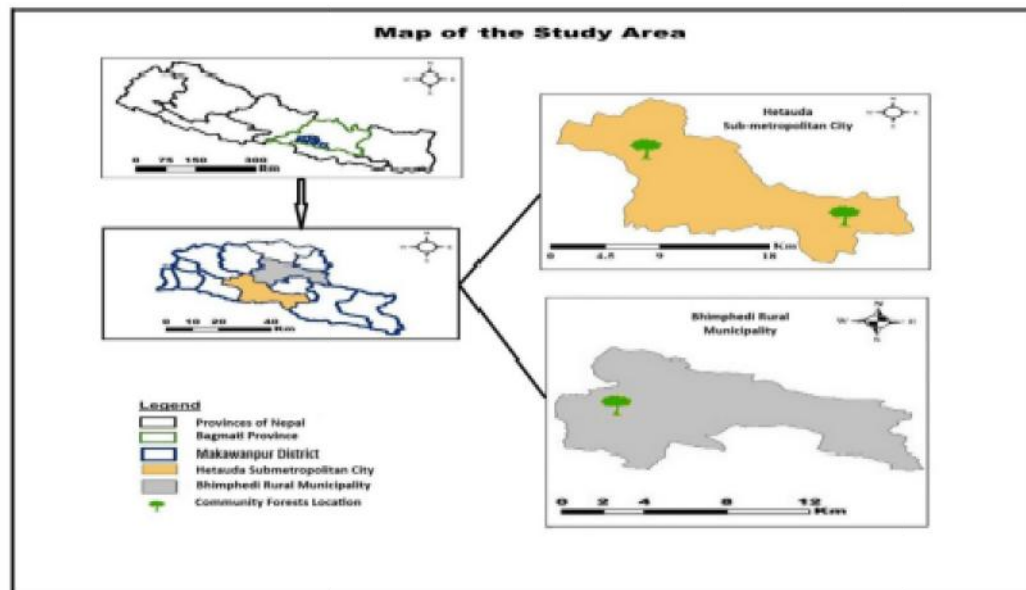 Map of the Study Area
0 75 150 300
Km
Hetauda
Sub-metropolitan City
Km
0 4.5 9 18
0 10 20 40
Km
Bhimphedi Rural
Municipality
N
W E
S
0 2 4 8 12
Km
Legend
Provinces of Nepal
Bagmati Province
Makawanpur District
Hetauda Submetropolitan City
Bhimphedi Rural Municipality
Community Forests Location